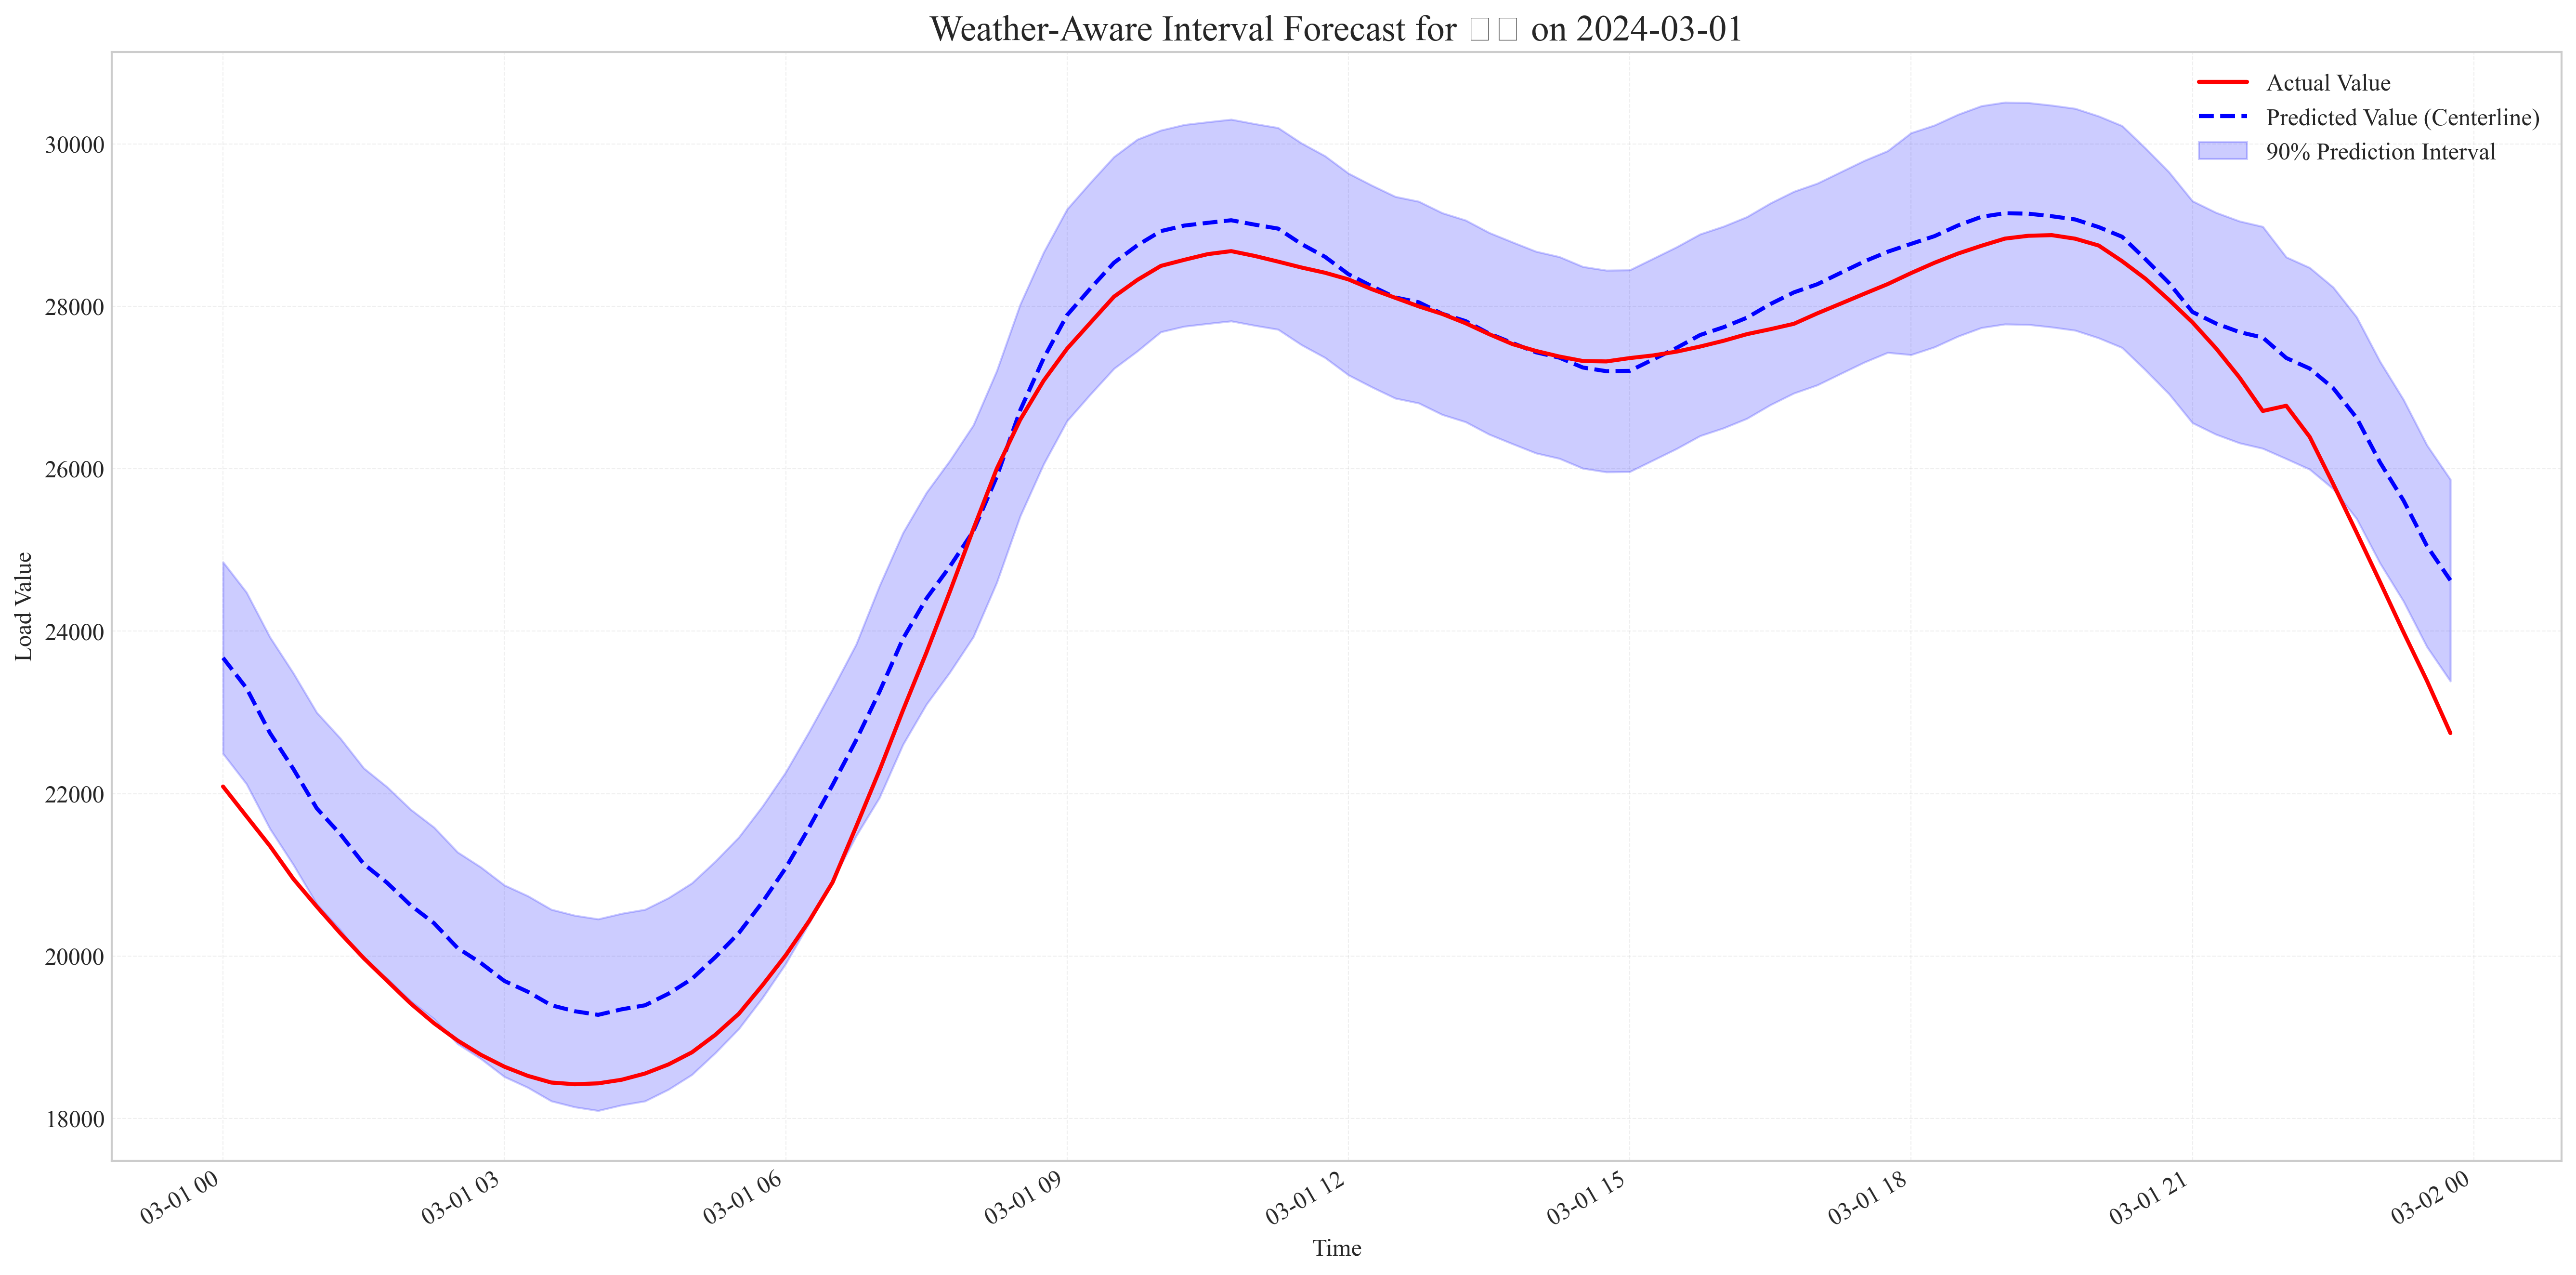 Weather-Aware Interval Forecast for □□ on 2024-03-01
Actual Value
Predicted Value (Centerline)
90% Prediction Interval
Load Value
30000
28000
26000
24000
22000
20000
18000
03-01 00
03-01 03
03-01 06
03-01 09
03-01 12
03-01 15
03-01 18
03-01 21
03-02 00
Time